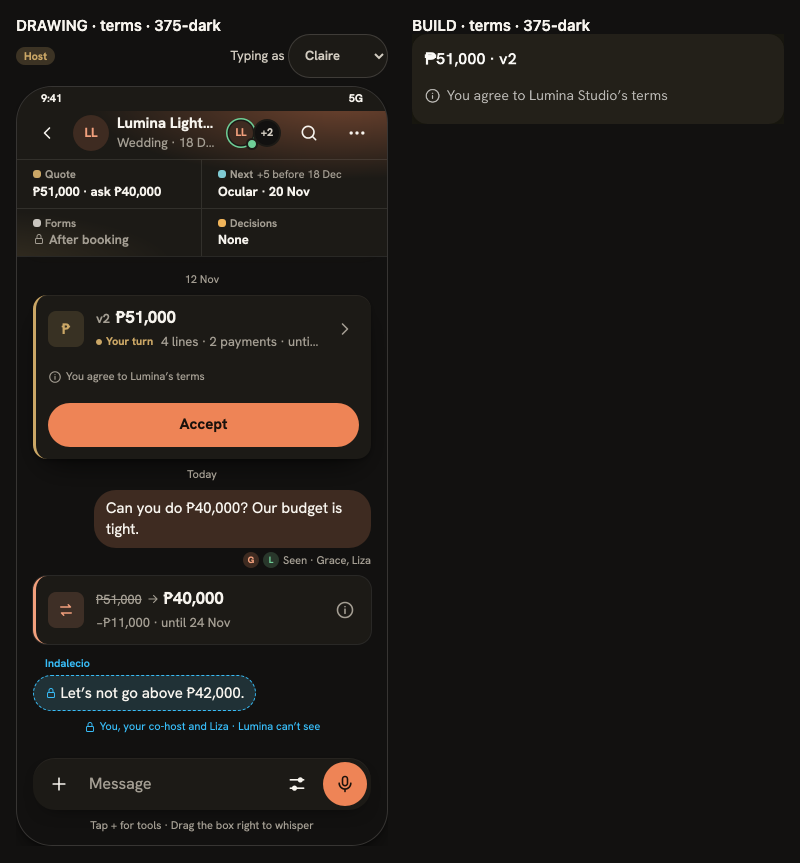 DRAWING · terms · 375-dark
Host
Typing as
Claire
9:41
5G
LL
Lumina Light...
Wedding · 18 D...
LL
+2
Quote
₱51,000 · ask ₱40,000
Next +5 before 18 Dec
Ocular · 20 Nov
Forms
After booking
Decisions
None
12 Nov
₱
v2 ₱51,000
Your turn 4 lines · 2 payments · unti...
You agree to Lumina’s terms
Accept
Today
Can you do ₱40,000? Our budget is
tight.
G L Seen · Grace, Liza
₱51,000 → ₱40,000
−₱11,000 · until 24 Nov
Indalecio
Let’s not go above ₱42,000.
You, your co-host and Liza · Lumina can’t see
Message
Tap + for tools · Drag the box right to whisper
BUILD · terms · 375-dark
₱51,000 · v2
You agree to Lumina Studio’s terms